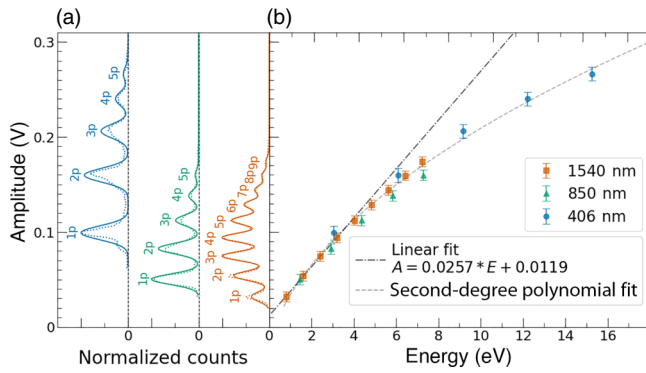 (a)
(b)
0.3
0.2
0.1
0
Amplitude (V)
5p
4p
3p
2p
1p
5p
4p
3p
2p
1p
9p
8p
7p
6p
5p
4p
3p
2p
1p
1540 nm
850 nm
406 nm
Linear fit
A = 0.0257 * E + 0.0119
Second-degree polynomial fit
0 0 0 2 4 6 8 10 12 14 16
Normalized counts
Energy (eV)